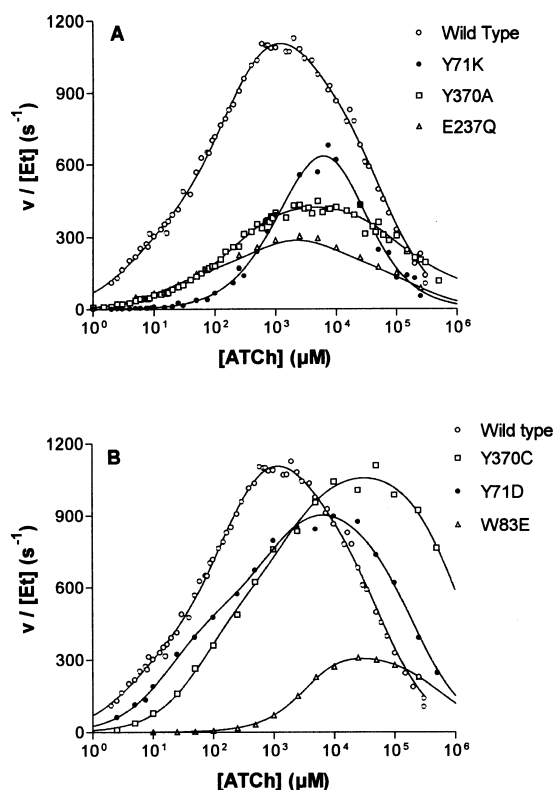 A
1200
900
600
300
0
v / [Et] (s⁻¹)
10⁰ 10¹ 10² 10³ 10⁴ 10⁵ 10⁶
[ATCh] (µM)
Wild Type
Y71K
Y370A
E237Q
B
1200
900
600
300
0
v / [Et] (s⁻¹)
10⁰ 10¹ 10² 10³ 10⁴ 10⁵ 10⁶
[ATCh] (µM)
Wild type
Y370C
Y71D
W83E